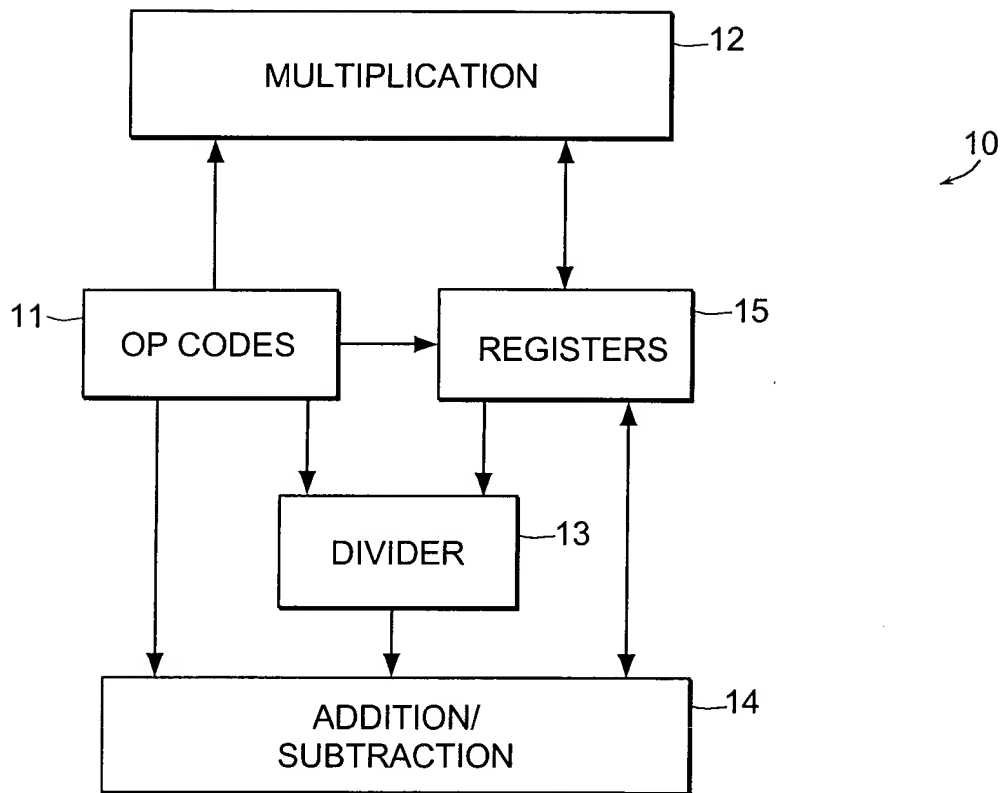 MULTIPLICATION
12
10
11
OP CODES
REGISTERS
15
DIVIDER
13
ADDITION/
SUBTRACTION
14